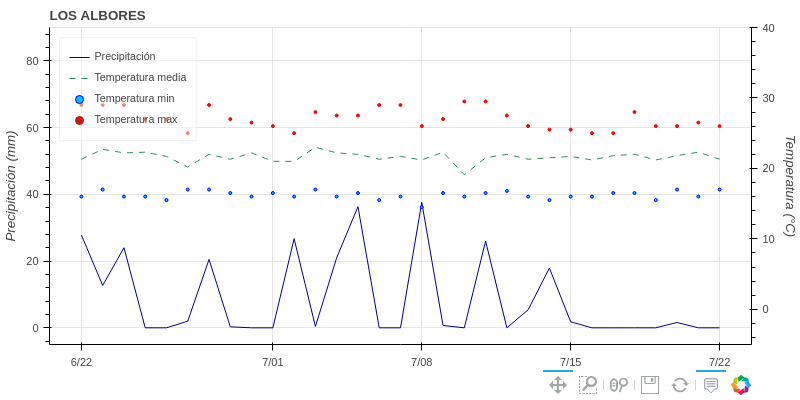 LOS ALBORES
Precipitación
Temperatura media
Temperatura min
Temperatura max
Precipitación (mm)
80
60
40
20
0
Temperatura (°C)
40
30
20
10
0
6/22
7/01
7/08
7/15
7/22